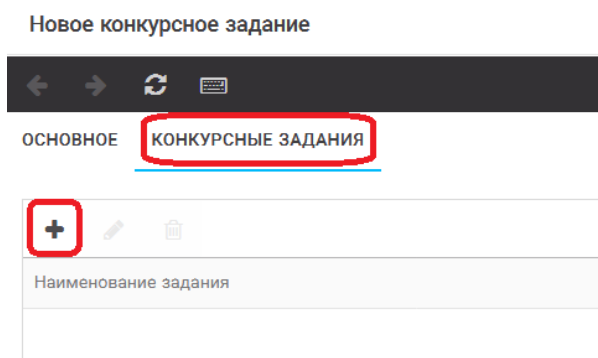 Новое конкурсное задание
ОСНОВНОЕ КОНКУРСНЫЕ ЗАДАНИЯ
Наименование задания